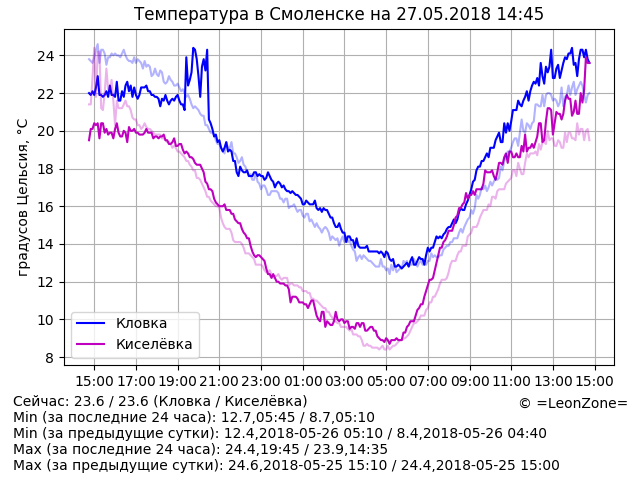 Температура в Смоленске на 27.05.2018 14:45
градусов Цельсия, °C
24
22
20
18
16
14
12
10
8
Кловка
Киселёвка
15:00 17:00 19:00 21:00 23:00 01:00 03:00 05:00 07:00 09:00 11:00 13:00 15:00
Сейчас: 23.6 / 23.6 (Кловка / Киселёвка)
© =LeonZone=
Min (за последние 24 часа): 12.7,05:45 / 8.7,05:10
Min (за предыдущие сутки): 12.4,2018-05-26 05:10 / 8.4,2018-05-26 04:40
Max (за последние 24 часа): 24.4,19:45 / 23.9,14:35
Max (за предыдущие сутки): 24.6,2018-05-25 15:10 / 24.4,2018-05-25 15:00